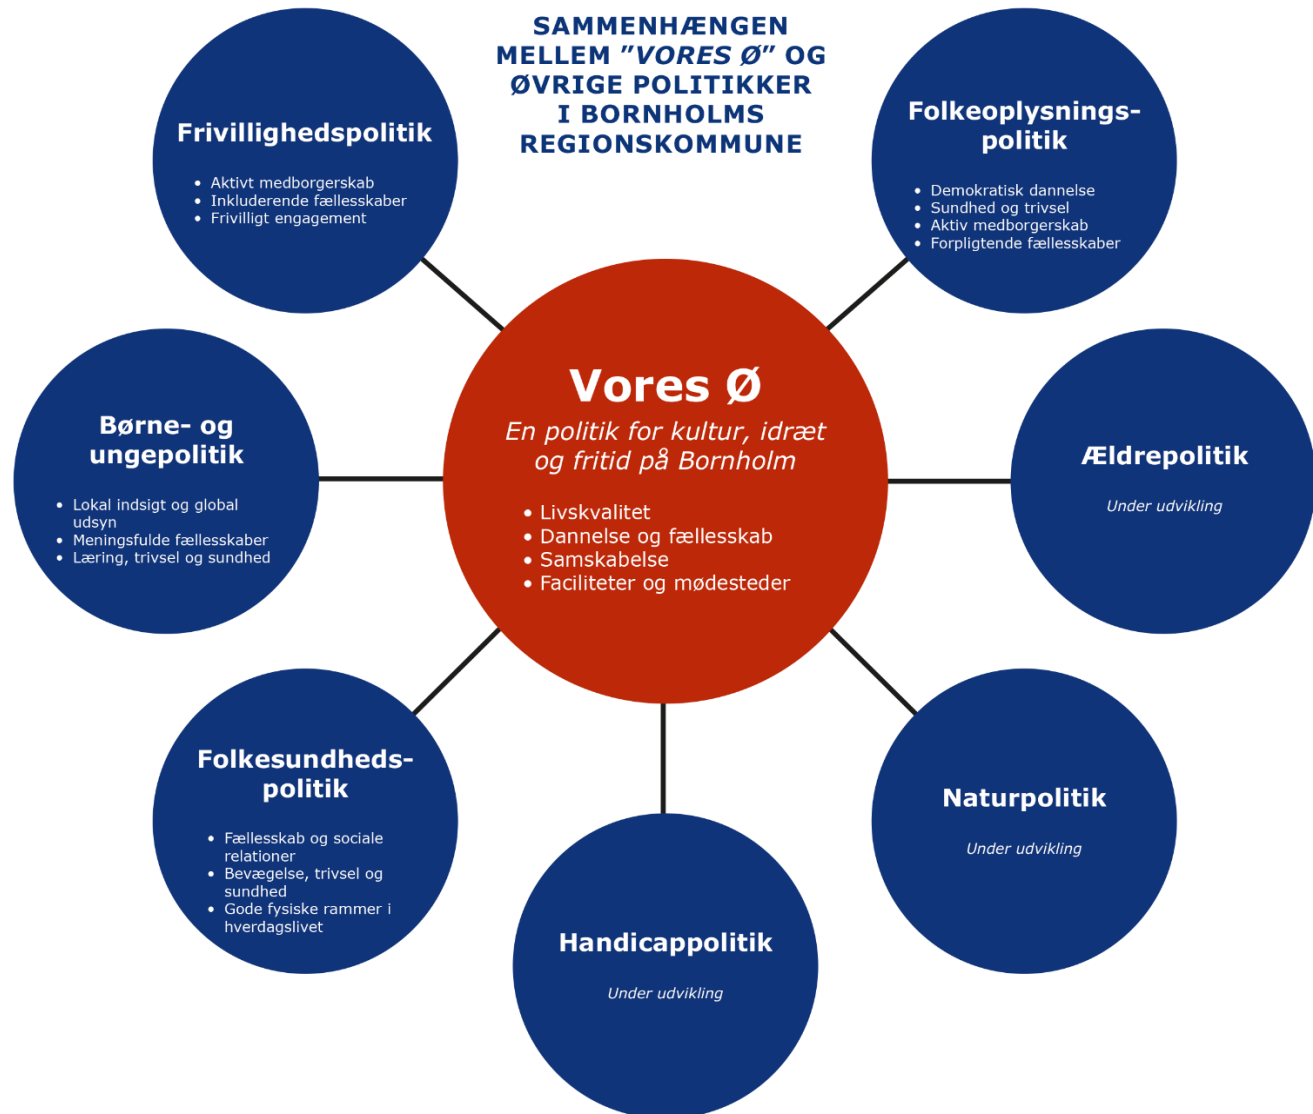 SAMMENHÆNGEN
MELLEM ”VORES Ø” OG
ØVRIGE POLITIKKER
I BORNHOLMS
REGIONSKOMMUNE
Frivillighedspolitik
• Aktivt medborgerskab
• Inkluderende fællesskaber
• Frivilligt engagement
Folkeoplysnings-
politik
• Demokratisk dannelse
• Sundhed og trivsel
• Aktiv medborgerskab
• Forpligtende fællesskaber
Vores Ø
En politik for kultur, idræt
og fritid på Bornholm
• Livskvalitet
• Dannelse og fællesskab
• Samskabelse
• Faciliteter og mødesteder
Børne- og
ungepolitik
• Lokal indsigt og global
udsyn
• Meningsfulde fællesskaber
• Læring, trivsel og sundhed
Ældrepolitik
Under udvikling
Folkesundheds-
politik
• Fællesskab og sociale
relationer
• Bevægelse, trivsel og
sundhed
• Gode fysiske rammer i
hverdagslivet
Naturpolitik
Under udvikling
Handicappolitik
Under udvikling